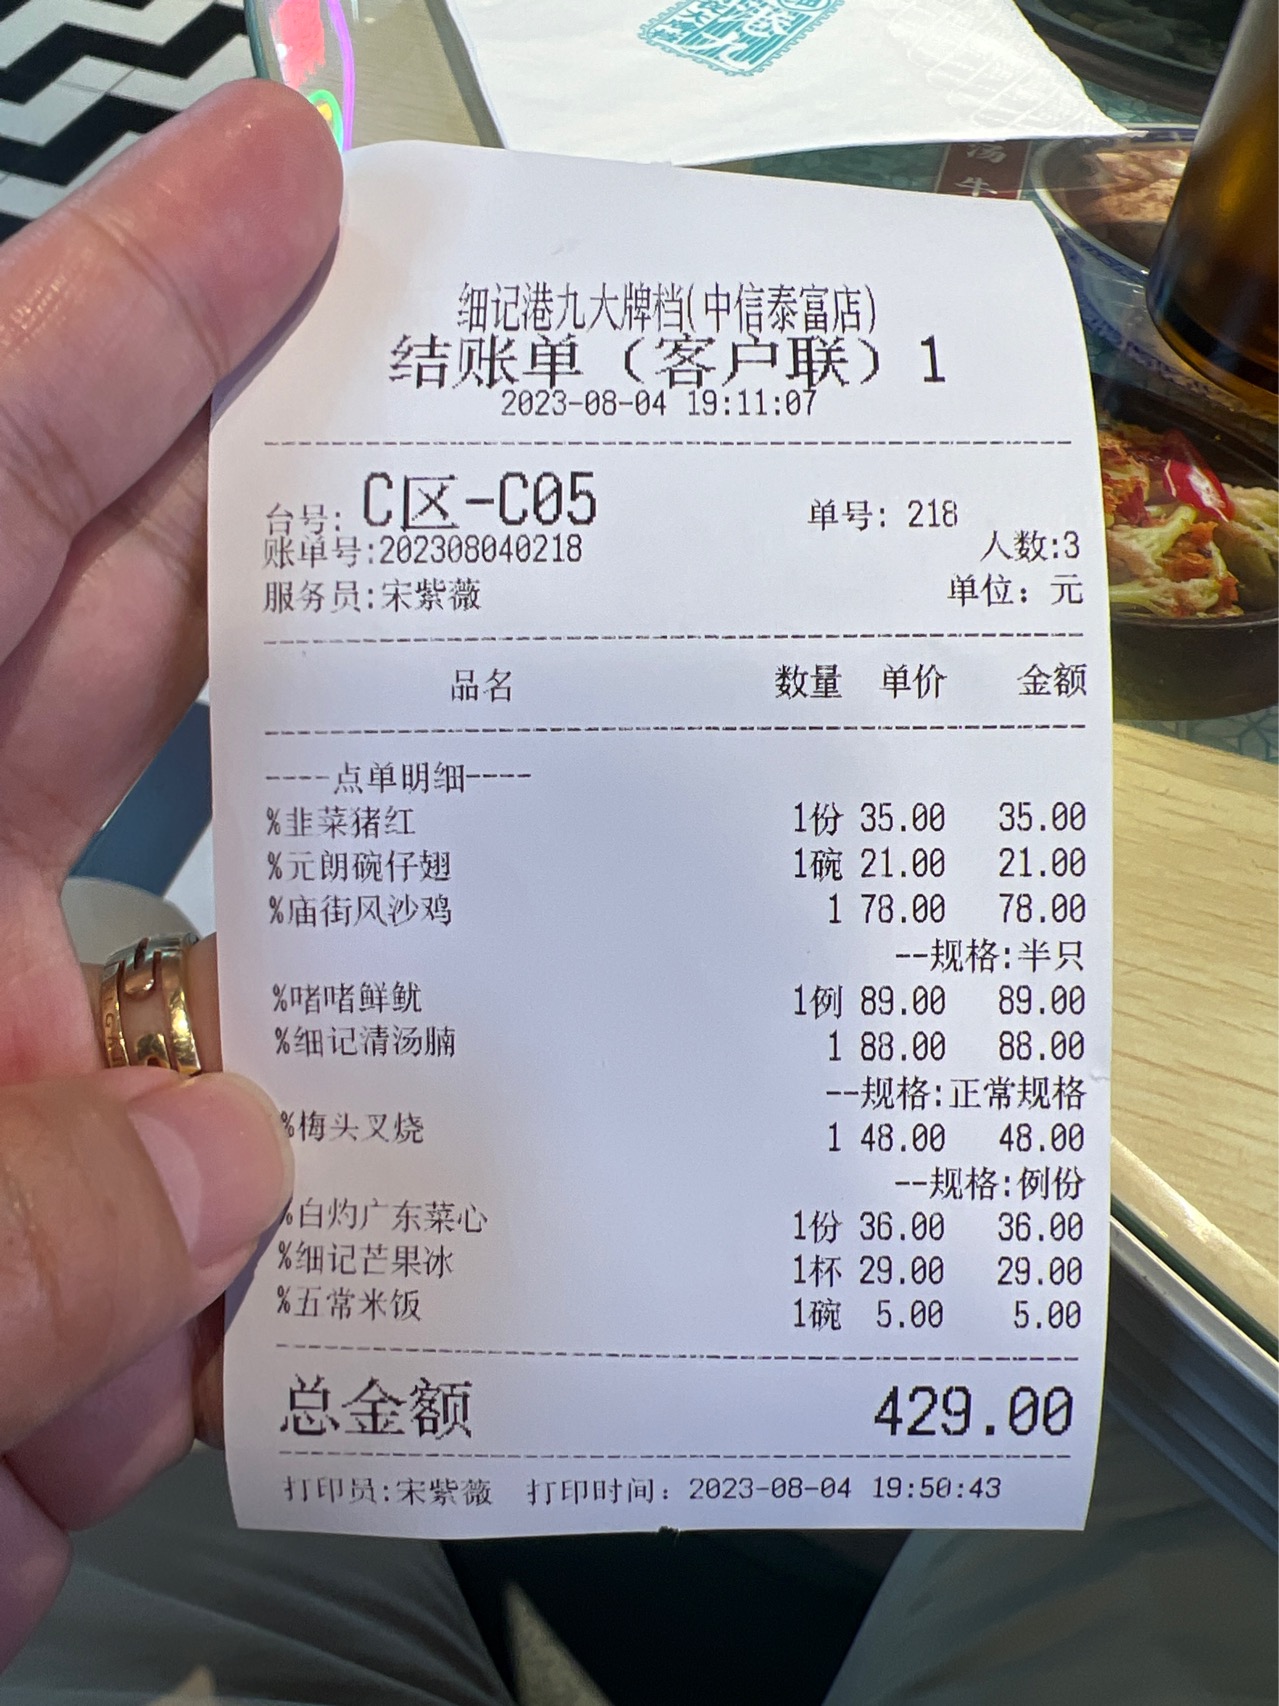 汤
牛
细记港九大牌档(中信泰富店)
结账单（客户联）1
2023-08-04 19:11:07
台号: C区-C05 单号: 218
账单号:202308040218 人数:3
服务员:宋紫薇 单位: 元
品名 数量 单价 金额
----点单明细----
%韭菜猪红 1份 35.00 35.00
%元朗碗仔翅 1碗 21.00 21.00
%庙街风沙鸡 1 78.00 78.00
--规格:半只
%啫啫鲜鱿 1例 89.00 89.00
%细记清汤腩 1 88.00 88.00
--规格:正常规格
%梅头叉烧 1 48.00 48.00
--规格:例份
%白灼广东菜心 1份 36.00 36.00
%细记芒果冰 1杯 29.00 29.00
%五常米饭 1碗 5.00 5.00
总金额 429.00
打印员:宋紫薇 打印时间: 2023-08-04 19:50:43